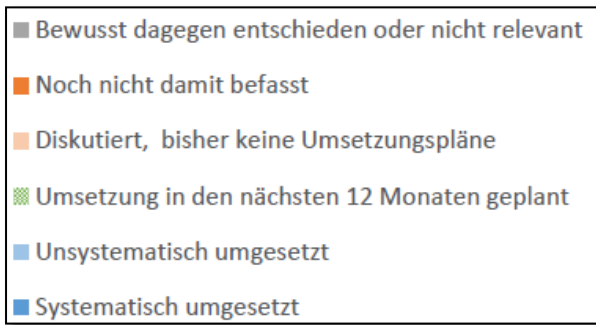 Bewusst dagegen entschieden oder nicht relevant
Noch nicht damit befasst
Diskutiert, bisher keine Umsetzungspläne
Umsetzung in den nächsten 12 Monaten geplant
Unsystematisch umgesetzt
Systematisch umgesetzt